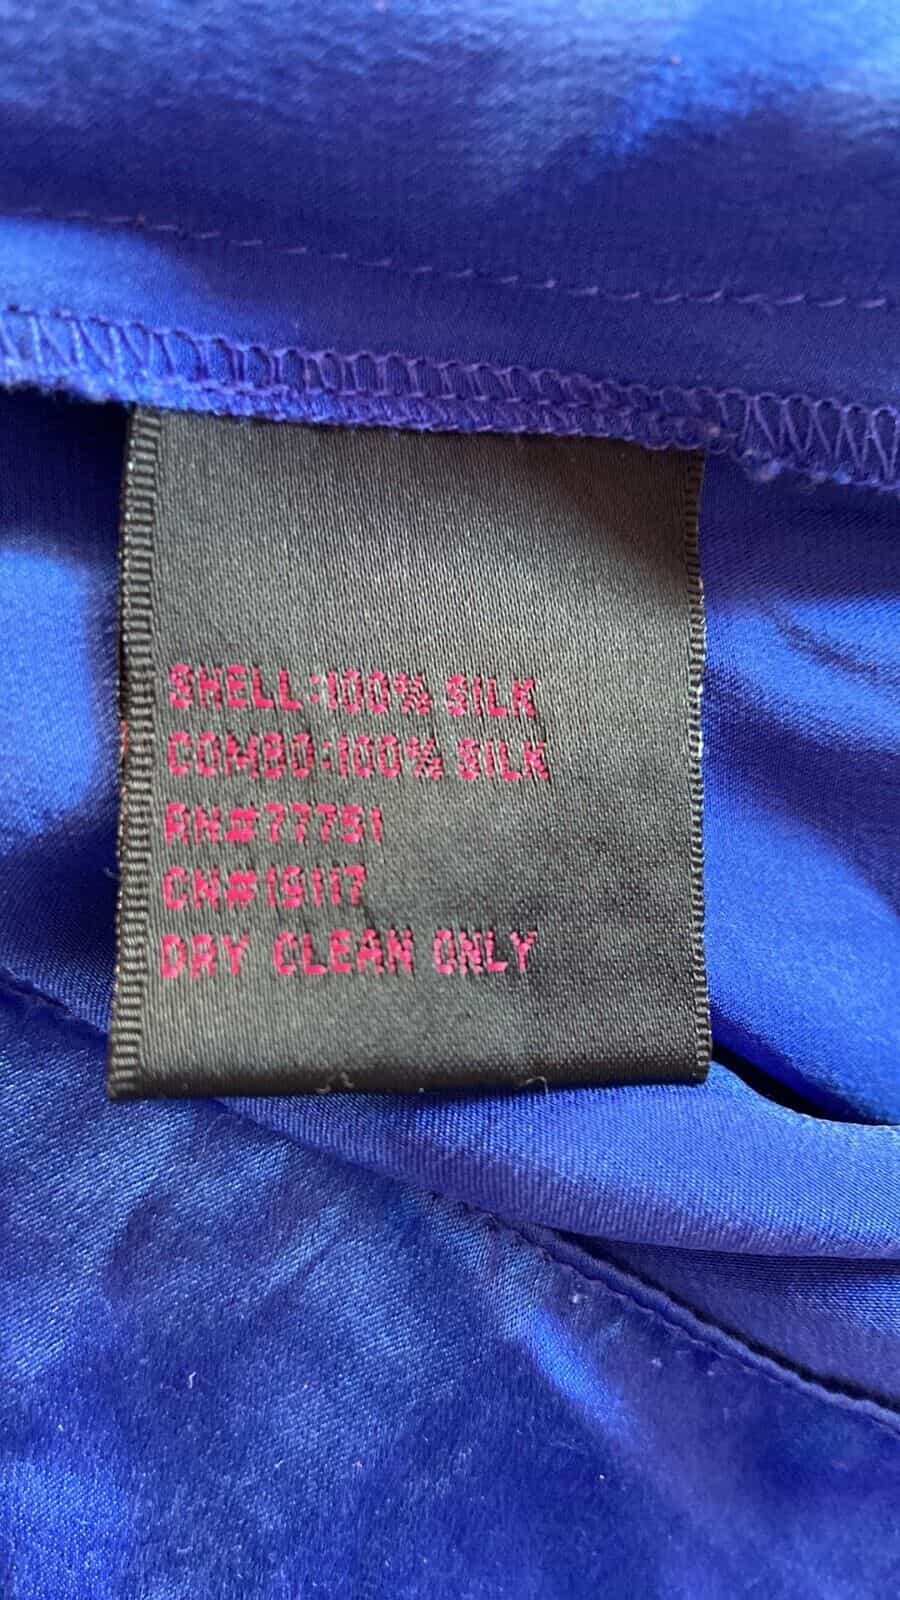 SHELL:100% SILK
COMBO:100% SILK
RN#77751
CN#19117
DRY CLEAN ONLY